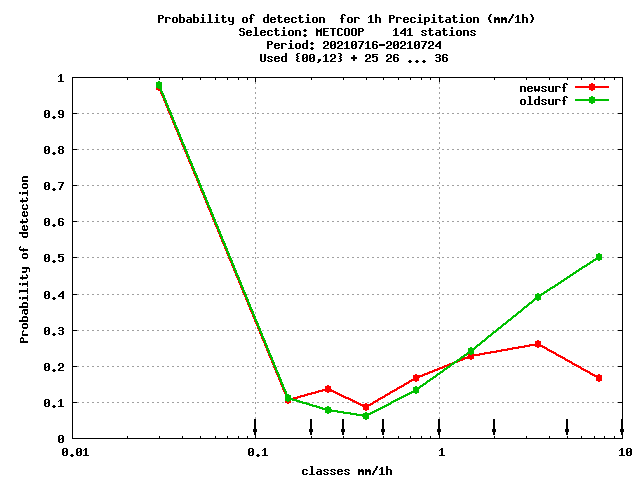 Probability of detection  for 1h Precipitation (mm/1h)
Selection: METCOOP    141 stations
Period: 20210716-20210724
Used {00,12} + 25 26 ... 36
newsurf
oldsurf
Probability of detection
1
0.9
0.8
0.7
0.6
0.5
0.4
0.3
0.2
0.1
0
0.01
0.1
1
10
classes mm/1h